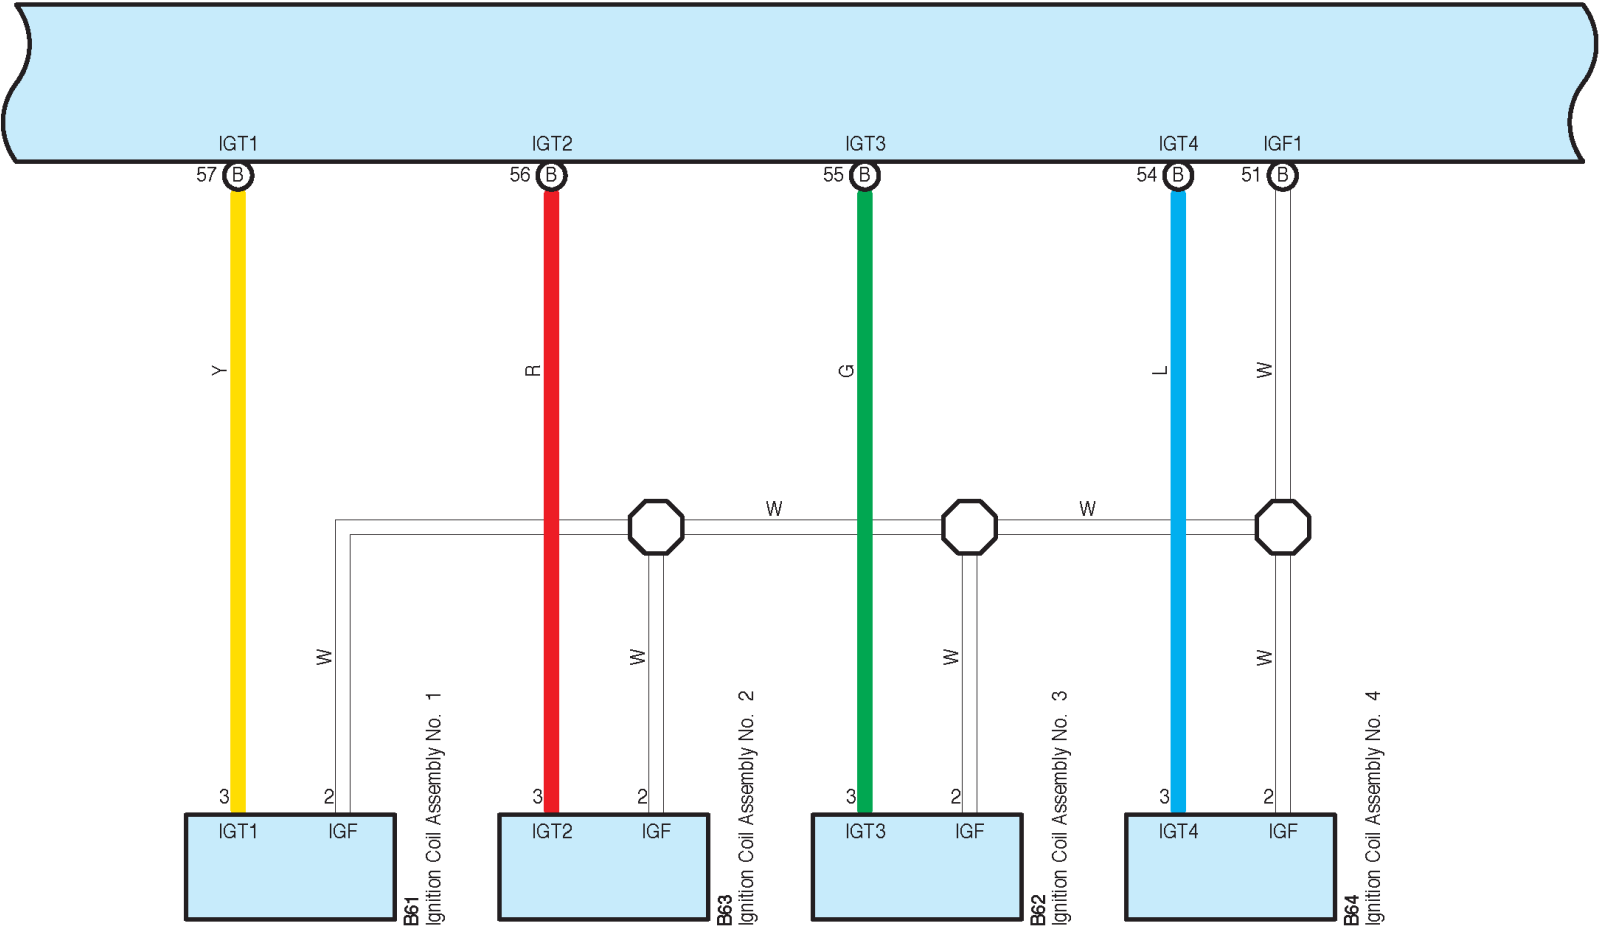 IGT1 IGT2 IGT3 IGT4 IGF1
57 B 56 B 55 B 54 B 51 B
Y R G L W
W W
W W W W
3 2 3 2 3 2 3 2
IGT1 IGF IGT2 IGF IGT3 IGF IGT4 IGF
B61
Ignition Coil Assembly No. 1
B63
Ignition Coil Assembly No. 2
B62
Ignition Coil Assembly No. 3
B64
Ignition Coil Assembly No. 4